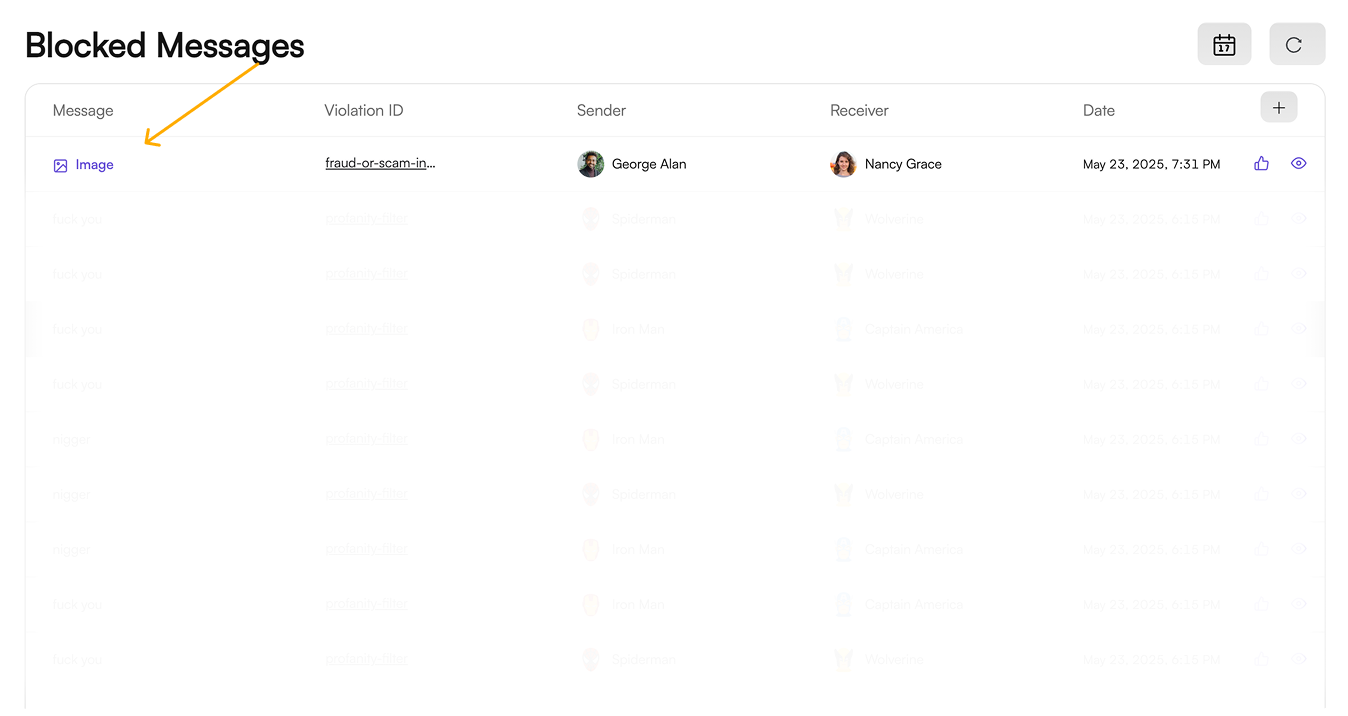 Blocked Messages
17
Message Violation ID Sender Receiver Date +
Image fraud-or-scam-in... George Alan Nancy Grace May 23, 2025, 7:31 PM
fuck you profanity-filter Spiderman Wolverine May 23, 2025, 6:15 PM
fuck you profanity-filter Spiderman Wolverine May 23, 2025, 6:15 PM
fuck you profanity-filter Iron Man Captain America May 23, 2025, 6:15 PM
fuck you profanity-filter Spiderman Wolverine May 23, 2025, 6:15 PM
nigger profanity-filter Iron Man Captain America May 23, 2025, 6:15 PM
nigger profanity-filter Spiderman Wolverine May 23, 2025, 6:15 PM
nigger profanity-filter Iron Man Captain America May 23, 2025, 6:15 PM
fuck you profanity-filter Iron Man Captain America May 23, 2025, 6:15 PM
fuck you profanity-filter Spiderman Wolverine May 23, 2025, 6:15 PM